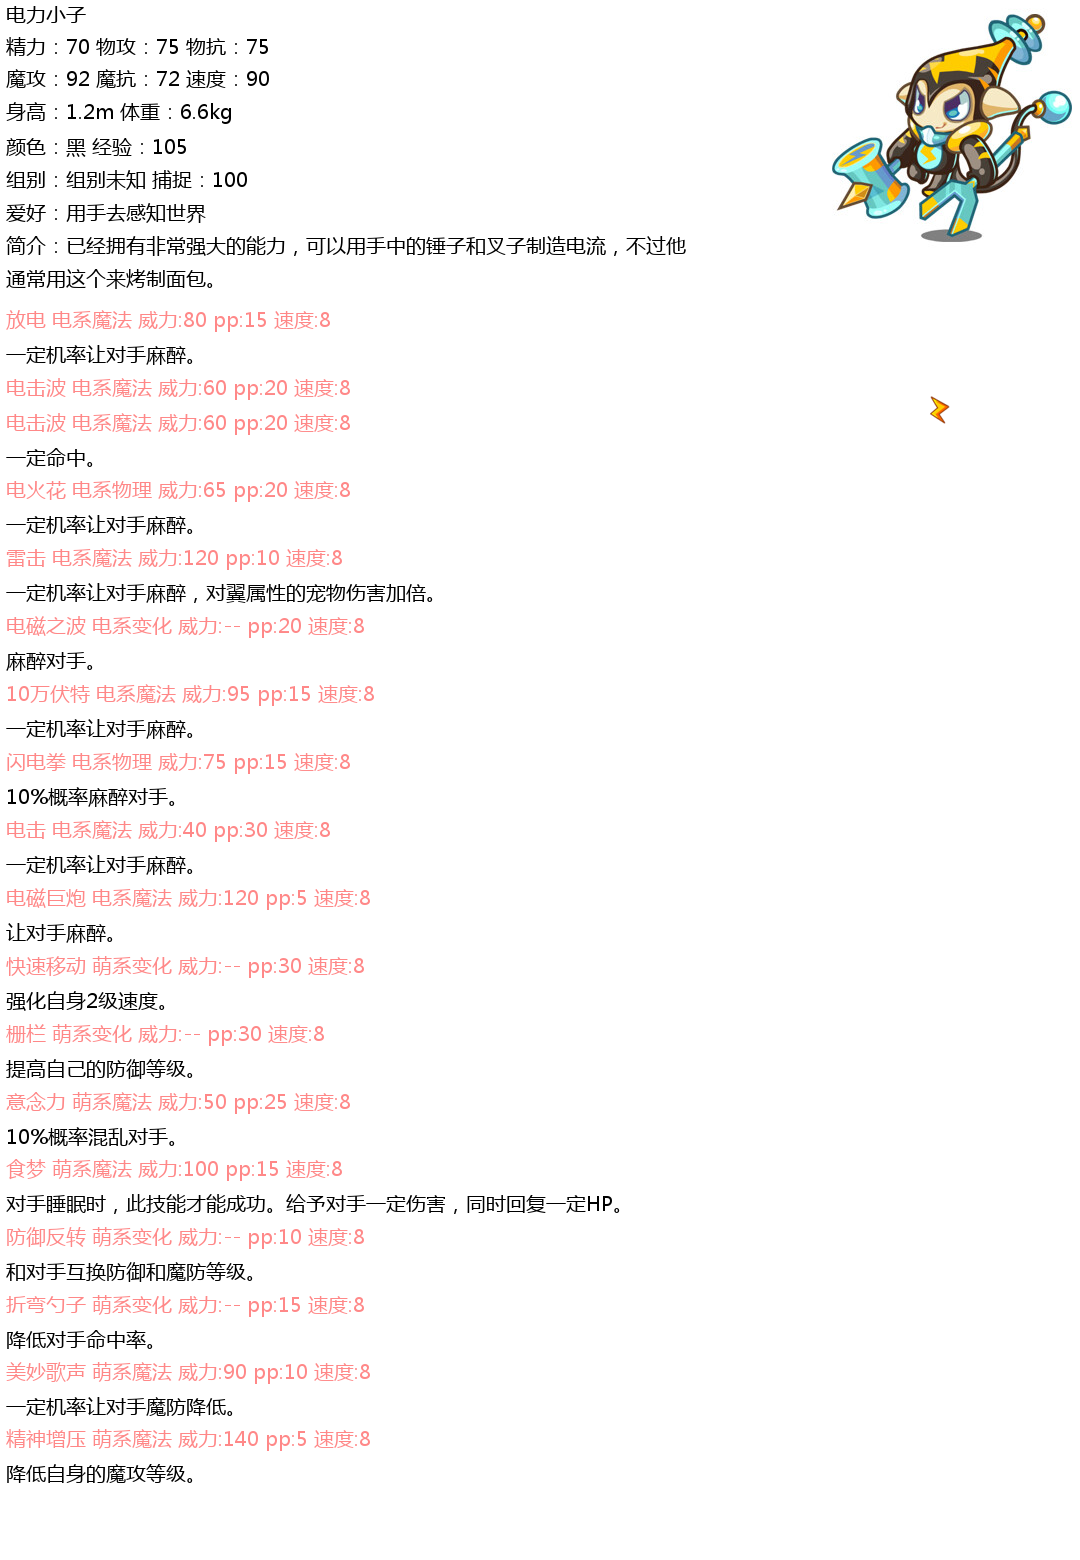 电力小子
精力：70 物攻：75 物抗：75
魔攻：92 魔抗：72 速度：90
身高：1.2m 体重：6.6kg
颜色：黑 经验：105
组别：组别未知 捕捉：100
爱好：用手去感知世界
简介：已经拥有非常强大的能力，可以用手中的锤子和叉子制造电流，不过他
通常用这个来烤制面包。
放电 电系魔法 威力:80 pp:15 速度:8
一定机率让对手麻醉。
电击波 电系魔法 威力:60 pp:20 速度:8
电击波 电系魔法 威力:60 pp:20 速度:8
一定命中。
电火花 电系物理 威力:65 pp:20 速度:8
一定机率让对手麻醉。
雷击 电系魔法 威力:120 pp:10 速度:8
一定机率让对手麻醉，对翼属性的宠物伤害加倍。
电磁之波 电系变化 威力:-- pp:20 速度:8
麻醉对手。
10万伏特 电系魔法 威力:95 pp:15 速度:8
一定机率让对手麻醉。
闪电拳 电系物理 威力:75 pp:15 速度:8
10%概率麻醉对手。
电击 电系魔法 威力:40 pp:30 速度:8
一定机率让对手麻醉。
电磁巨炮 电系魔法 威力:120 pp:5 速度:8
让对手麻醉。
快速移动 萌系变化 威力:-- pp:30 速度:8
强化自身2级速度。
栅栏 萌系变化 威力:-- pp:30 速度:8
提高自己的防御等级。
意念力 萌系魔法 威力:50 pp:25 速度:8
10%概率混乱对手。
食梦 萌系魔法 威力:100 pp:15 速度:8
对手睡眠时，此技能才能成功。给予对手一定伤害，同时回复一定HP。
防御反转 萌系变化 威力:-- pp:10 速度:8
和对手互换防御和魔防等级。
折弯勺子 萌系变化 威力:-- pp:15 速度:8
降低对手命中率。
美妙歌声 萌系魔法 威力:90 pp:10 速度:8
一定机率让对手魔防降低。
精神增压 萌系魔法 威力:140 pp:5 速度:8
降低自身的魔攻等级。